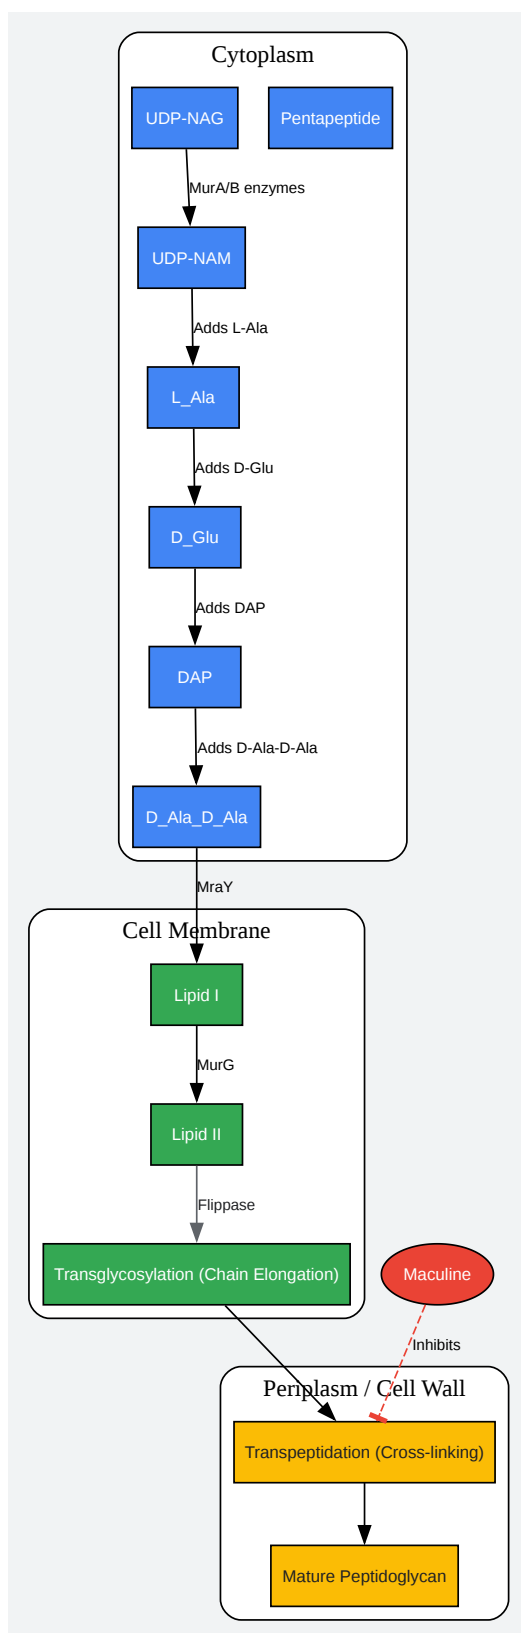 Cytoplasm
UDP-NAG
Pentapeptide
MurA/B enzymes
UDP-NAM
Adds L-Ala
L_Ala
Adds D-Glu
D_Glu
Adds DAP
DAP
Adds D-Ala-D-Ala
D_Ala_D_Ala
MraY
Cell Membrane
Lipid I
MurG
Lipid II
Flippase
Transglycosylation (Chain Elongation)
Maculine
Inhibits
Periplasm / Cell Wall
Transpeptidation (Cross-linking)
Mature Peptidoglycan